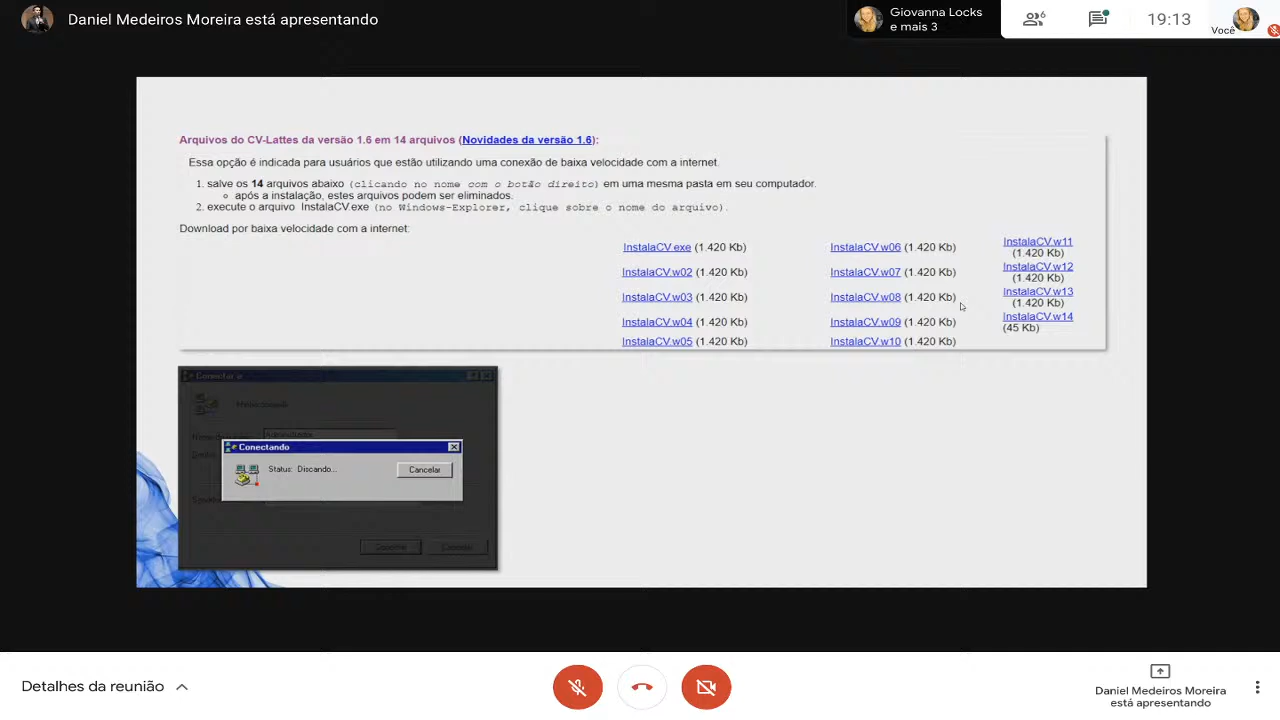 Daniel Medeiros Moreira está apresentando
Giovanna Locks
e mais 3
6
19:13
Você
Arquivos do CV-Lattes da versão 1.6 em 14 arquivos (Novidades da versão 1.6):
Essa opção é indicada para usuários que estão utilizando uma conexão de baixa velocidade com a internet.
1. salve os 14 arquivos abaixo (clicando no nome com o botão direito) em uma mesma pasta em seu computador.
após a instalação, estes arquivos podem ser eliminados.
2. execute o arquivo InstalaCV.exe (no Windows-Explorer, clique sobre o nome do arquivo).
Download por baixa velocidade com a internet:
InstalaCV.exe (1.420 Kb)
InstalaCV.w02 (1.420 Kb)
InstalaCV.w03 (1.420 Kb)
InstalaCV.w04 (1.420 Kb)
InstalaCV.w05 (1.420 Kb)
InstalaCV.w06 (1.420 Kb)
InstalaCV.w07 (1.420 Kb)
InstalaCV.w08 (1.420 Kb)
InstalaCV.w09 (1.420 Kb)
InstalaCV.w10 (1.420 Kb)
InstalaCV.w11
(1.420 Kb)
InstalaCV.w12
(1.420 Kb)
InstalaCV.w13
(1.420 Kb)
InstalaCV.w14
(45 Kb)
Conectar a
Conectando
Status: Discando...
Cancelar
Conectar
Cancelar
Detalhes da reunião
Daniel Medeiros Moreira
está apresentando